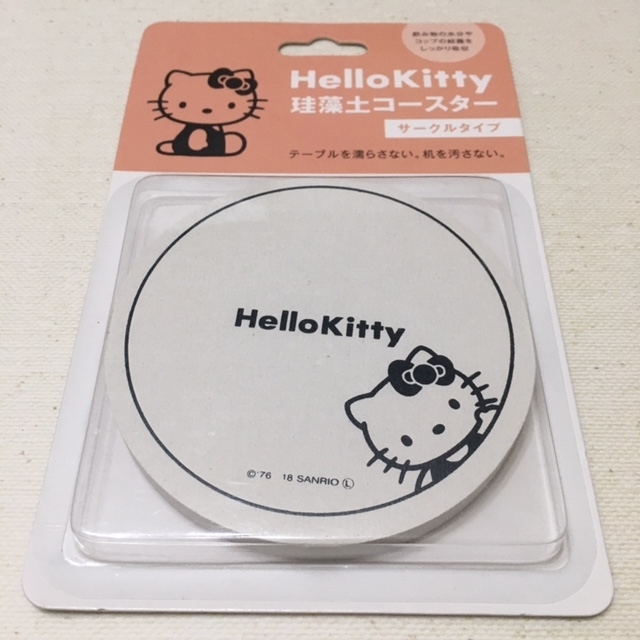 飲み物の水分や
コップの結露を
しっかり吸収
HelloKitty
珪藻土コースター
サークルタイプ
テーブルを濡らさない。机を汚さない。
HelloKitty
©'76 18 SANRIO Ⓛ